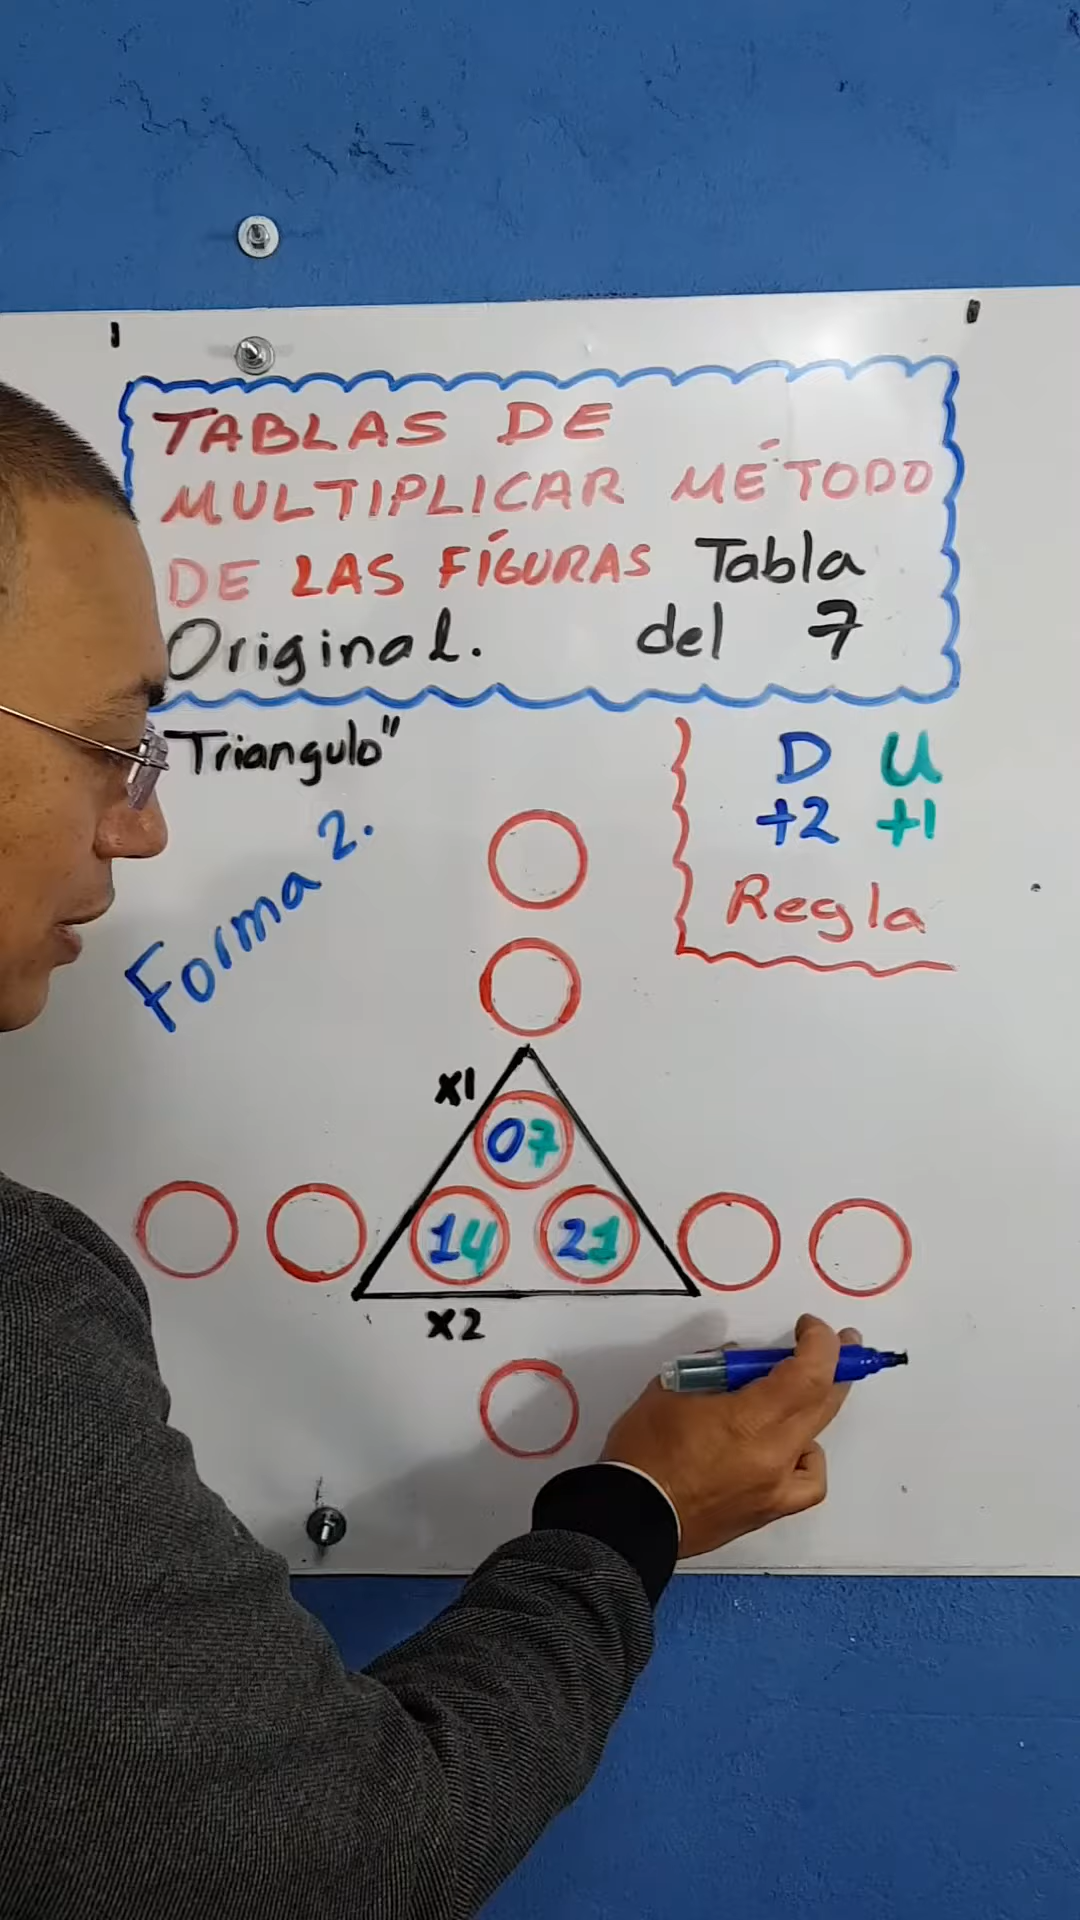 TABLAS DE
MULTIPLICAR MÉTODO
DE LAS FÍGURAS Tabla
Original. del 7
Triangulo"
Forma 2.
D U
+2 +1
Regla
x1
07
14 21
x2